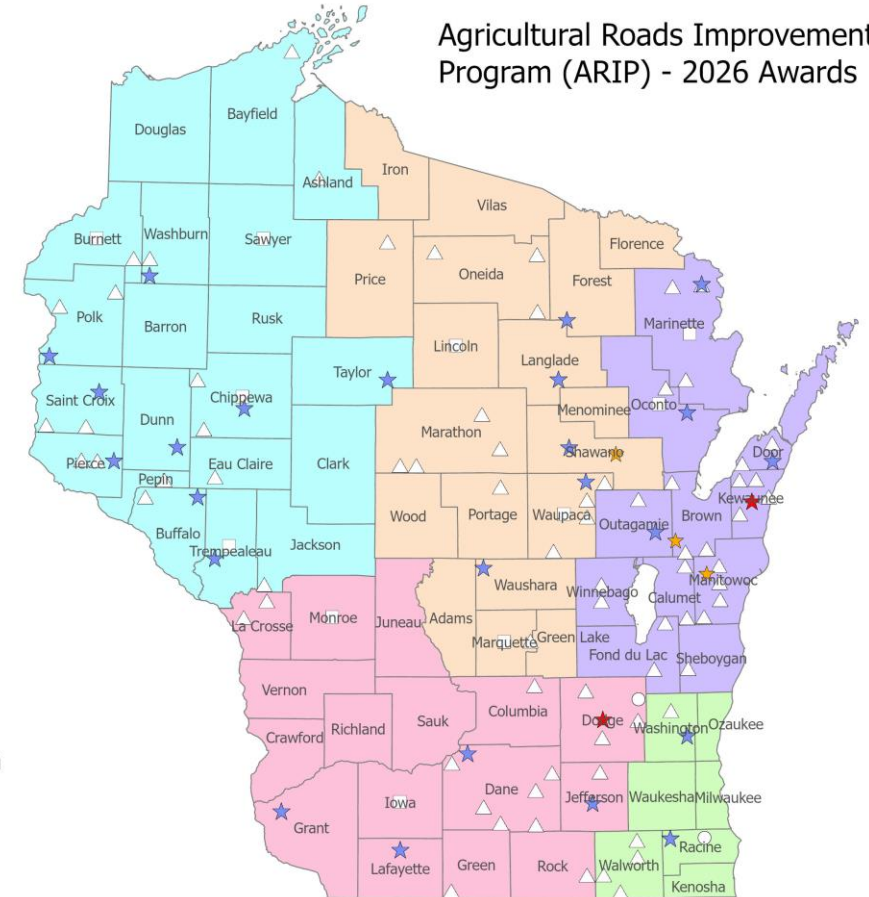 Agricultural Roads Improvement
Program (ARIP) - 2026 Awards
Bayfield
Douglas
Iron
Ashland
Vilas
Washburn
Burnett
Sawyer
Florence
Price
Oneida
Forest
Polk
Rusk
Barron
Marinette
Lincoln
Langlade
Taylor
Chippewa
Saint Croix
Oconto
Menominee
Dunn
Marathon
Shawano
Door
Pierce
Eau Claire
Clark
Pepin
Kewaunee
Wood
Portage
Waupaca
Brown
Outagamie
Buffalo
Jackson
Trempealeau
Manitowoc
Waushara
Winnebago
Calumet
Monroe
Adams
Juneau
La Crosse
Green Lake
Marquette
Fond du Lac
Sheboygan
Vernon
Columbia
Dodge
Sauk
Ozaukee
Washington
Richland
Crawford
Dane
Jefferson
Waukesha
Milwaukee
Iowa
Grant
Racine
Green
Rock
Walworth
Lafayette
Kenosha